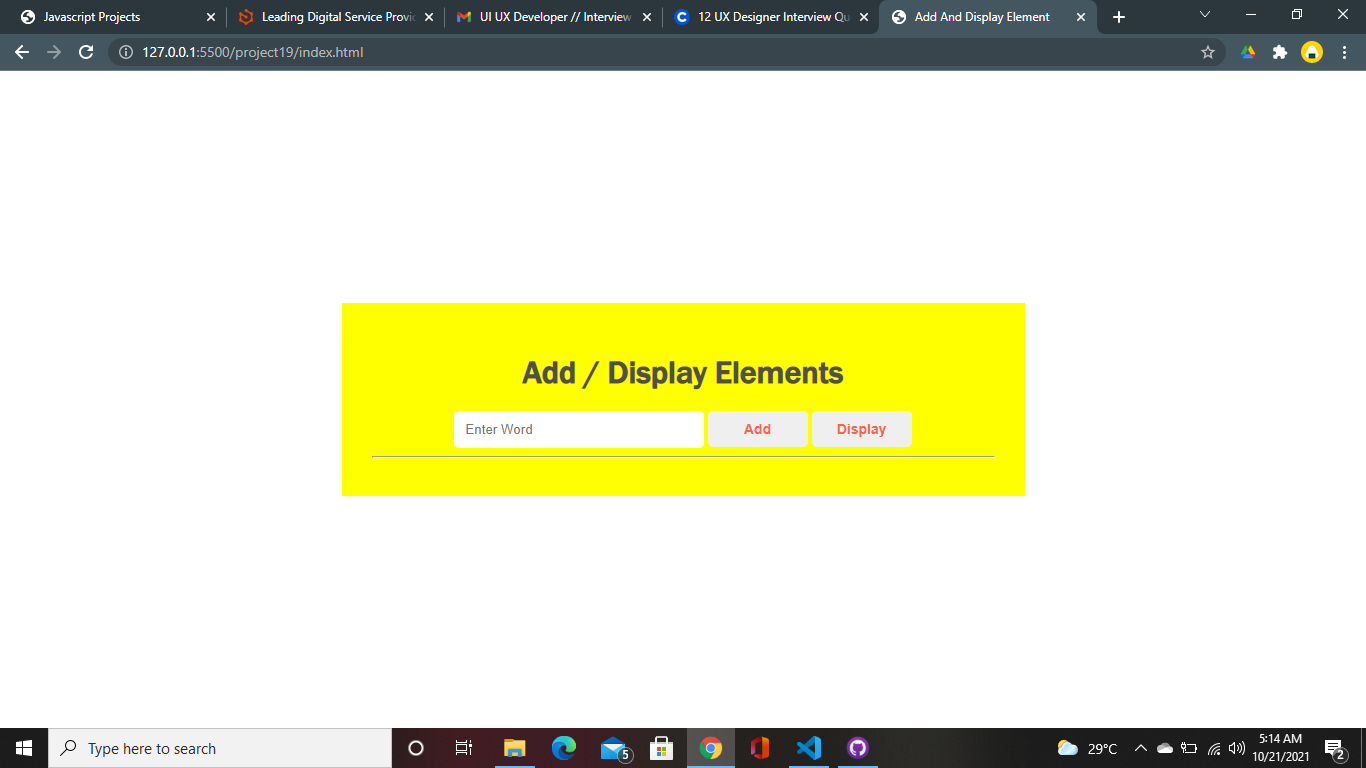 Javascript Projects
Leading Digital Service Provid
UI UX Developer // Interview
12 UX Designer Interview Qu
Add And Display Element
127.0.0.1:5500/project19/index.html
Add / Display Elements
Enter Word Add Display
Type here to search
5
29°C
5:14 AM
10/21/2021
2